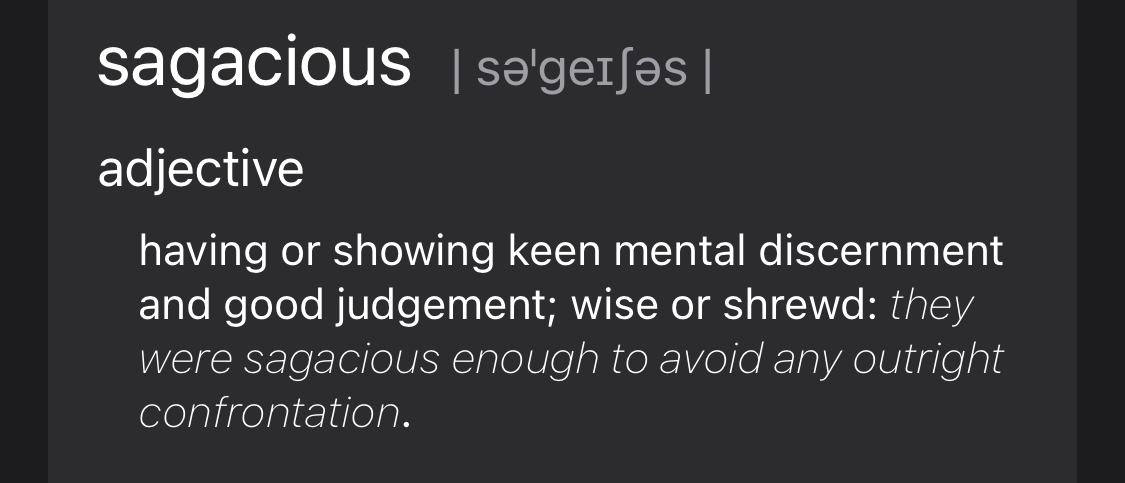 sagacious | səˈɡeɪʃəs |
adjective
having or showing keen mental discernment
and good judgement; wise or shrewd: they
were sagacious enough to avoid any outright
confrontation.